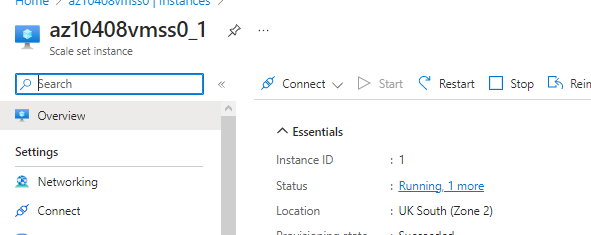 Home > az10408vmss0 | Instances >
az10408vmss0_1
Scale set instance
Search
Connect Start Restart Stop Rein
Overview
Essentials
Settings
Instance ID : 1
Networking
Status : Running, 1 more
Connect
Location : UK South (Zone 2)
Provisioning state : Succeeded